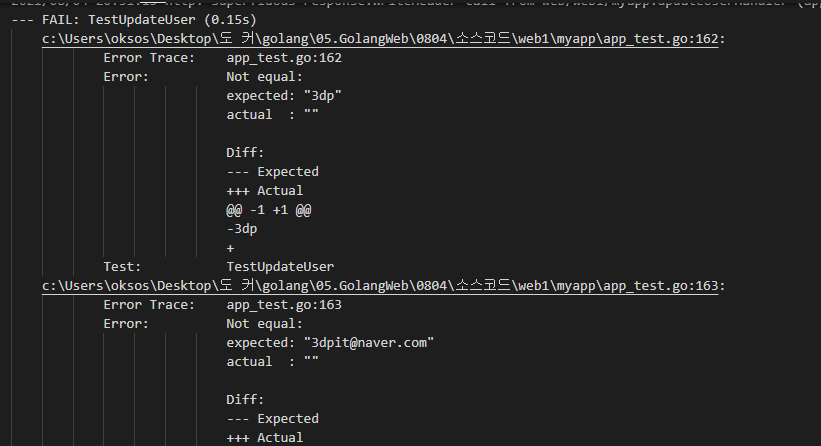 --- FAIL: TestUpdateUser (0.15s)
c:\Users\oksos\Desktop\도 커\golang\05.GolangWeb\0804\소스코드\web1\myapp\app_test.go:162:
Error Trace: app_test.go:162
Error: Not equal:
expected: "3dp"
actual  : ""
Diff:
--- Expected
+++ Actual
@@ -1 +1 @@
-3dp
+
Test: TestUpdateUser
c:\Users\oksos\Desktop\도 커\golang\05.GolangWeb\0804\소스코드\web1\myapp\app_test.go:163:
Error Trace: app_test.go:163
Error: Not equal:
expected: "3dpit@naver.com"
actual  : ""
Diff:
--- Expected
+++ Actual